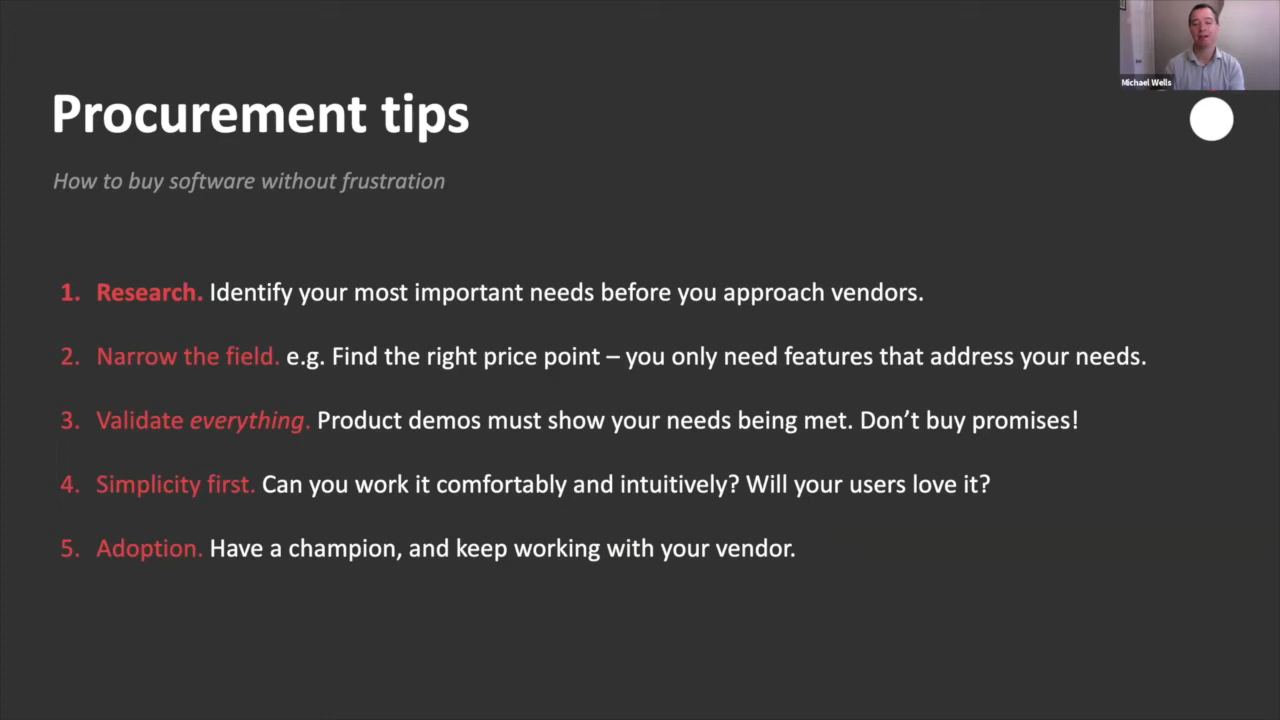 Michael Wells
Procurement tips
How to buy software without frustration
1. Research. Identify your most important needs before you approach vendors.
2. Narrow the field. e.g. Find the right price point – you only need features that address your needs.
3. Validate everything. Product demos must show your needs being met. Don’t buy promises!
4. Simplicity first. Can you work it comfortably and intuitively? Will your users love it?
5. Adoption. Have a champion, and keep working with your vendor.